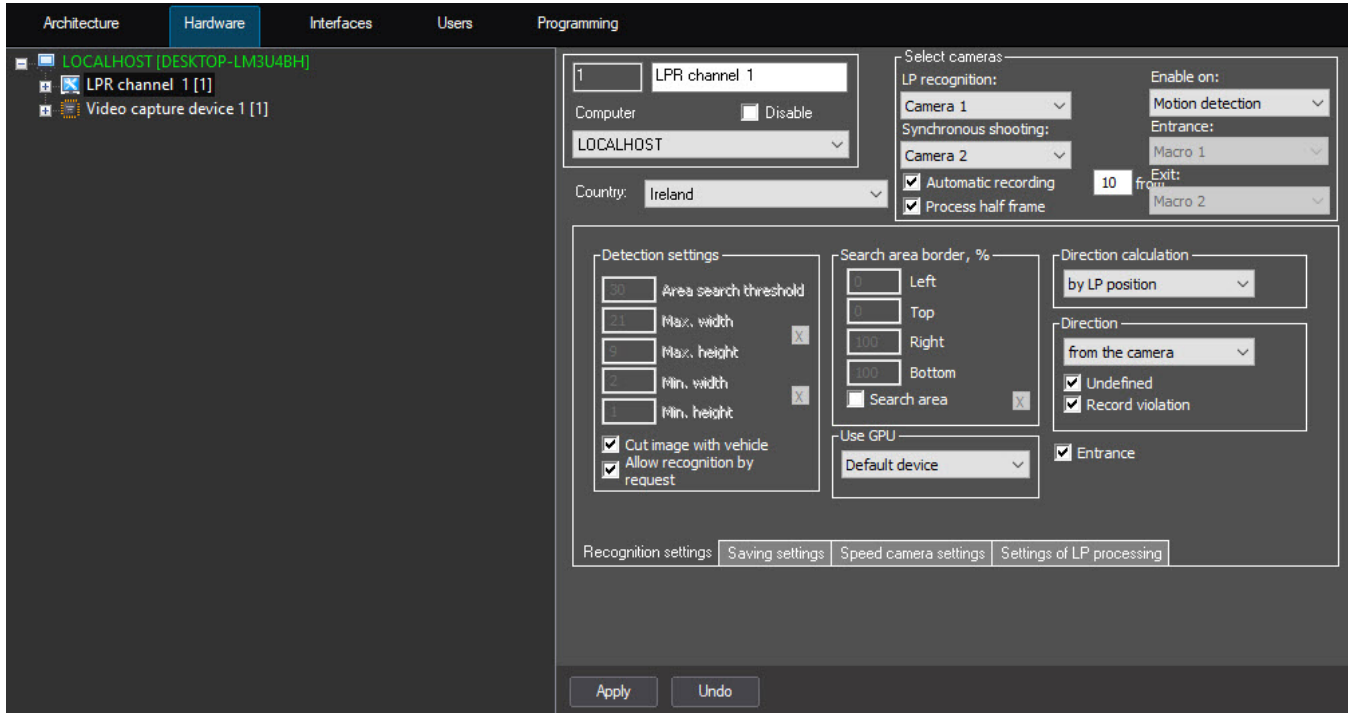 Architecture Hardware Interfaces Users Programming
LOCALHOST [DESKTOP-LM3U4BH]
LPR channel 1 [1]
Video capture device 1 [1]
1 LPR channel 1
Computer Disable
LOCALHOST
Country: Ireland
Select cameras
LP recognition:
Camera 1
Synchronous shooting:
Camera 2
Automatic recording 10 from
Process half frame
Enable on:
Motion detection
Entrance:
Macro 1
Exit:
Macro 2
Detection settings
30 Area search threshold
21 Max. width
X
9 Max. height
2 Min. width
X
1 Min. height
Cut image with vehicle
Allow recognition by
request
Search area border, %
0 Left
0 Top
100 Right
100 Bottom
Search area X
Use GPU
Default device
Direction calculation
by LP position
Direction
from the camera
Undefined
Record violation
Entrance
Recognition settings Saving settings Speed camera settings Settings of LP processing
Apply Undo